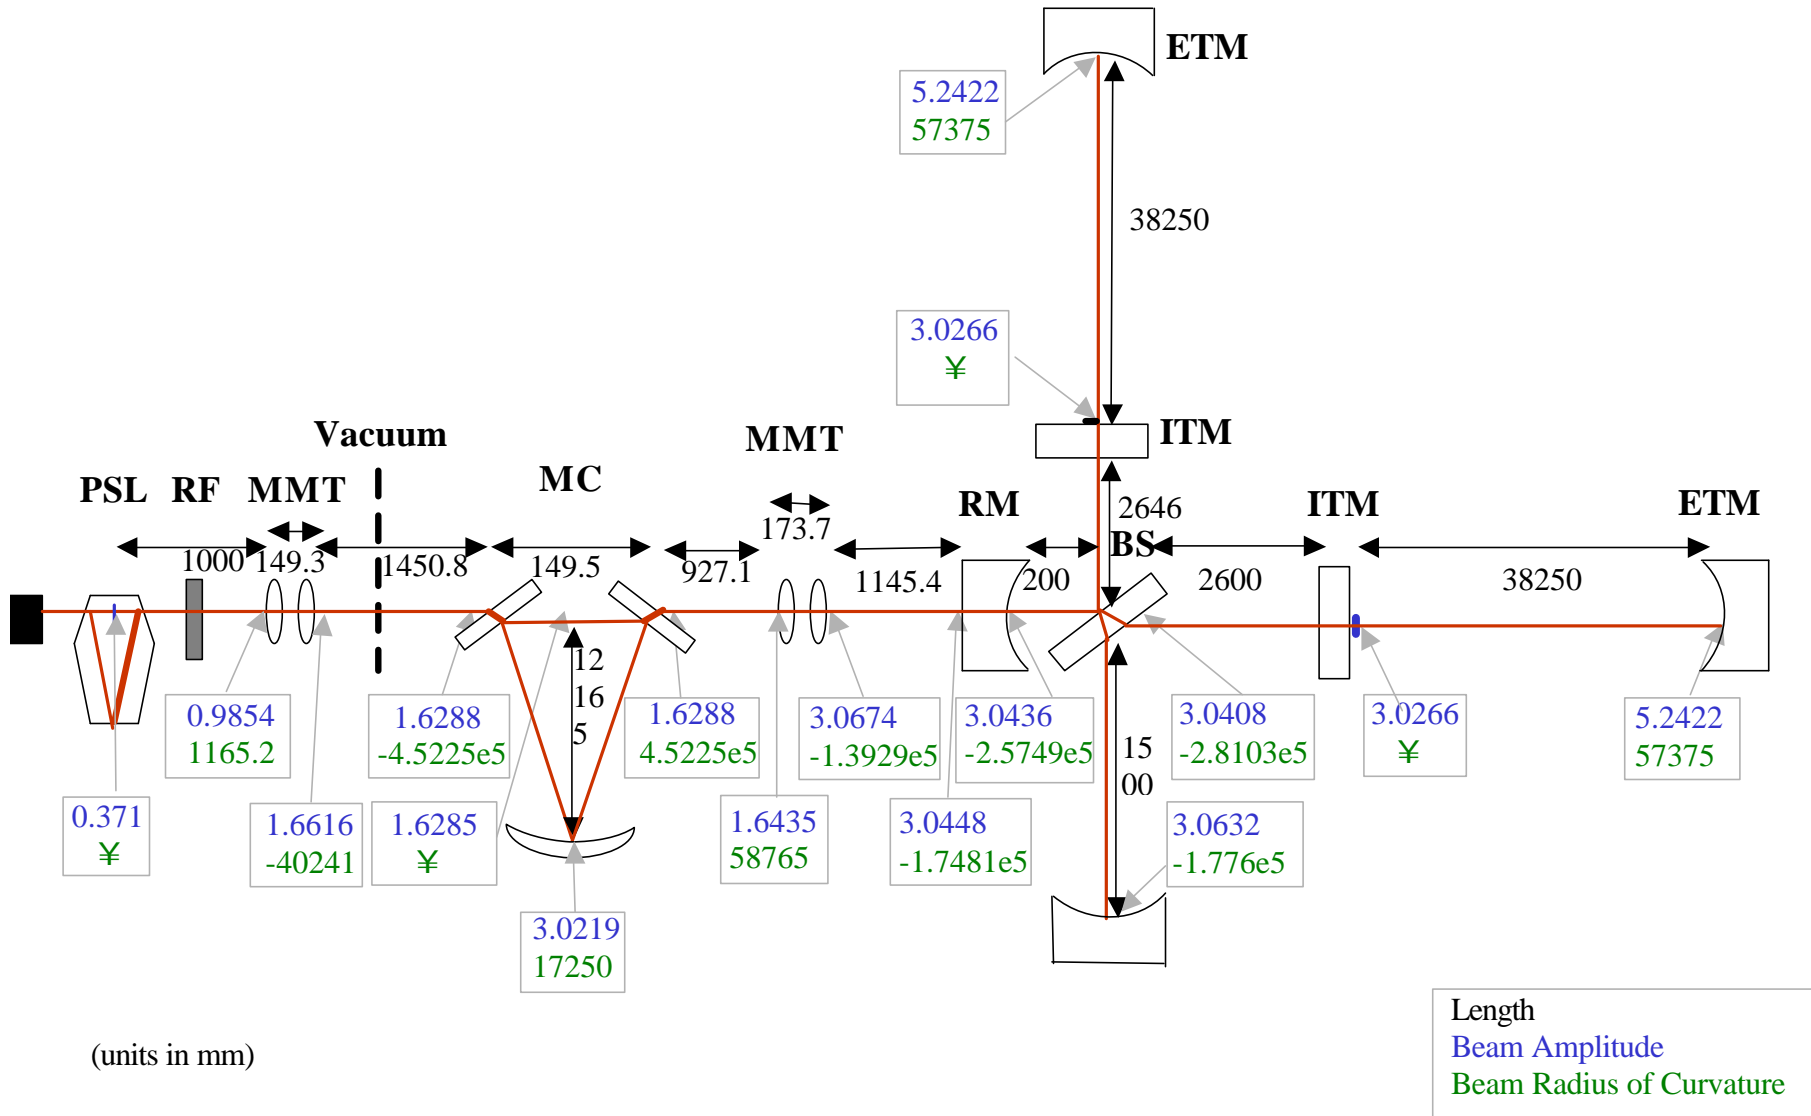 ETM
5.2422
57375
38250
3.0266
¥
ITM
Vacuum
MMT
MC
PSL
RF
MMT
RM
2646
BS
ITM
ETM
173.7
1000
149.3
1450.8
149.5
927.1
1145.4
200
2600
38250
12
16
5
0.9854
1165.2
1.6288
-4.5225e5
1.6288
4.5225e5
3.0674
-1.3929e5
3.0436
-2.5749e5
15
00
3.0408
-2.8103e5
3.0266
¥
5.2422
57375
0.371
¥
1.6616
-40241
1.6285
¥
1.6435
58765
3.0448
-1.7481e5
3.0632
-1.776e5
3.0219
17250
(units in mm)
Length
Beam Amplitude
Beam Radius of Curvature